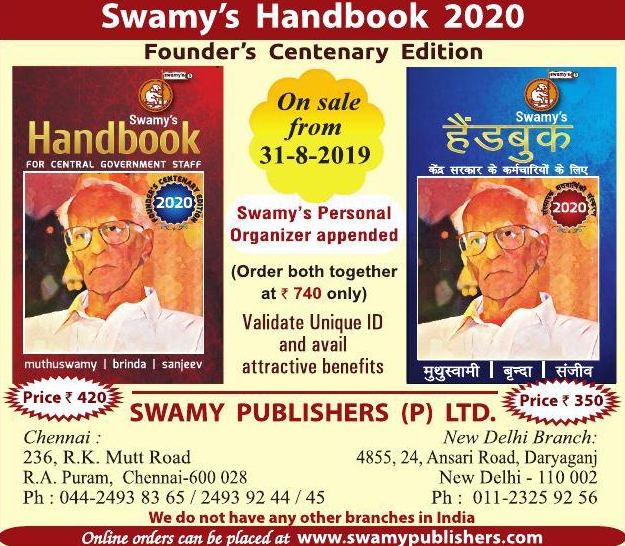 Swamy's Handbook 2020
Founder's Centenary Edition
swamy's
Swamy's
Handbook
FOR CENTRAL GOVERNMENT STAFF
FOUNDER'S CENTENARY EDITION
2020
muthuswamy | brinda | sanjeev
Price ₹ 420
On sale
from
31-8-2019
Swamy's Personal
Organizer appended
(Order both together
at ₹ 740 only)
Validate Unique ID
and avail
attractive benefits
swamy's
Swamy's
हैंडबुक
केंद्र सरकार के कर्मचारियों के लिए
2020
मुथुस्वामी | बृन्दा | संजीव
Price ₹ 350
SWAMY PUBLISHERS (P) LTD.
Chennai :
236, R.K. Mutt Road
R.A. Puram, Chennai-600 028
Ph : 044-2493 83 65 / 2493 92 44 / 45
New Delhi Branch:
4855, 24, Ansari Road, Daryaganj
New Delhi - 110 002
Ph : 011-2325 92 56
We do not have any other branches in India
Online orders can be placed at www.swamypublishers.com